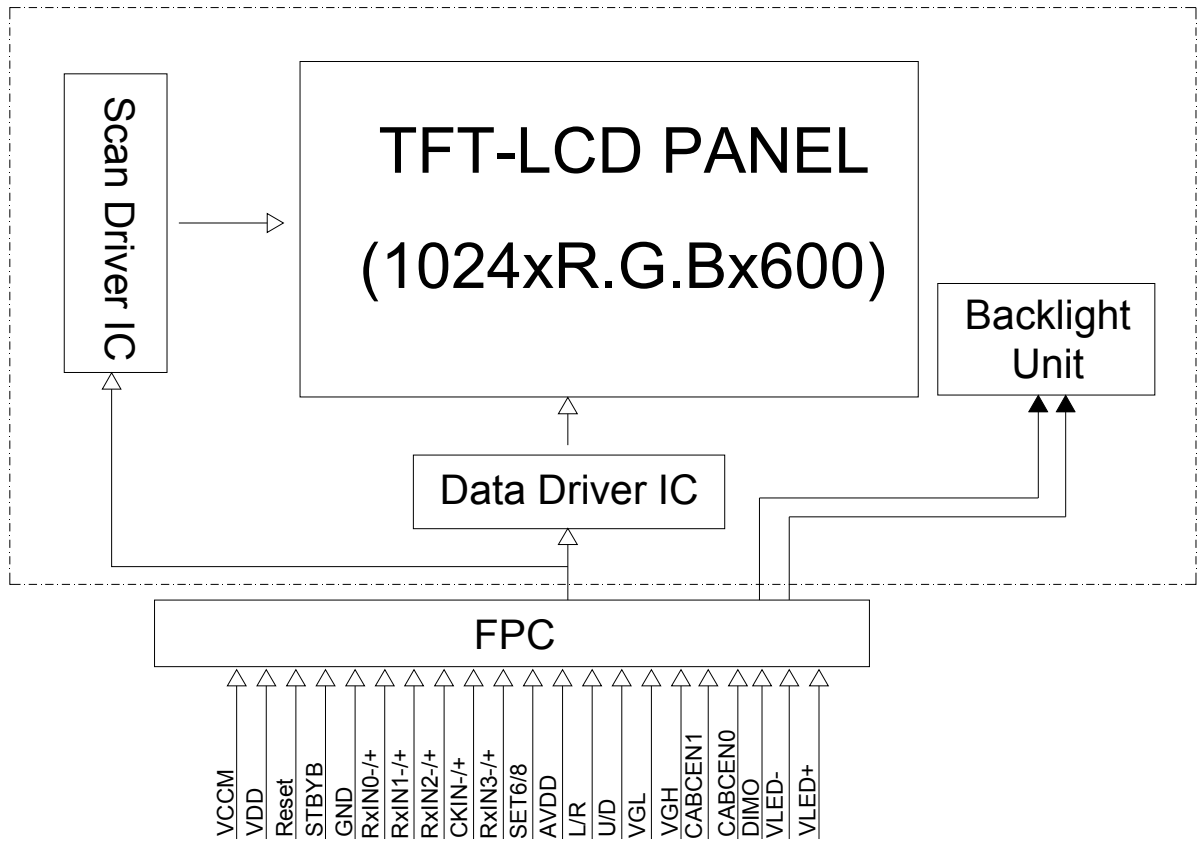 Scan Driver IC
TFT-LCD PANEL
(1024xR.G.Bx600)
Backlight
Unit
Data Driver IC
FPC
VCCM
VDD
Reset
STBYB
GND
RxIN0-/+
RxIN1-/+
RxIN2-/+
CKIN-/+
RxIN3-/+
SET6/8
AVDD
L/R
U/D
VGL
VGH
CABCEN1
CABCEN0
DIMO
VLED-
VLED+